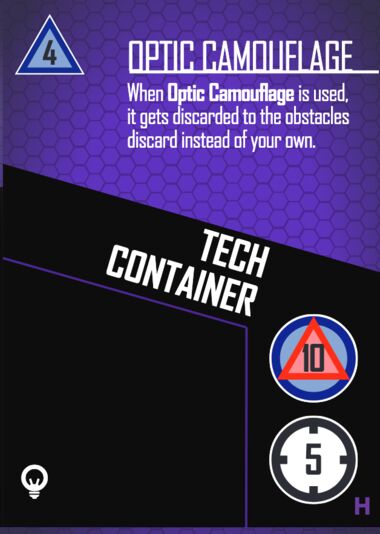 4
OPTIC CAMOUFLAGE
When Optic Camouflage is used,
it gets discarded to the obstacles
discard instead of your own.
TECH
CONTAINER
10
5
H